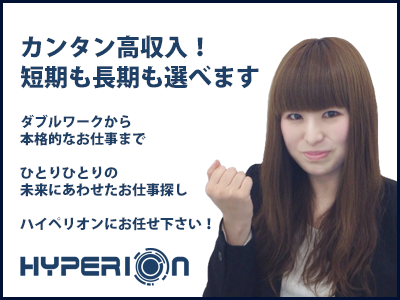 カンタン高収入！
短期も長期も選べます
ダブルワークから
本格的なお仕事まで
ひとりひとりの
未来にあわせたお仕事探し
ハイペリオンにお任せ下さい！
HYPERION